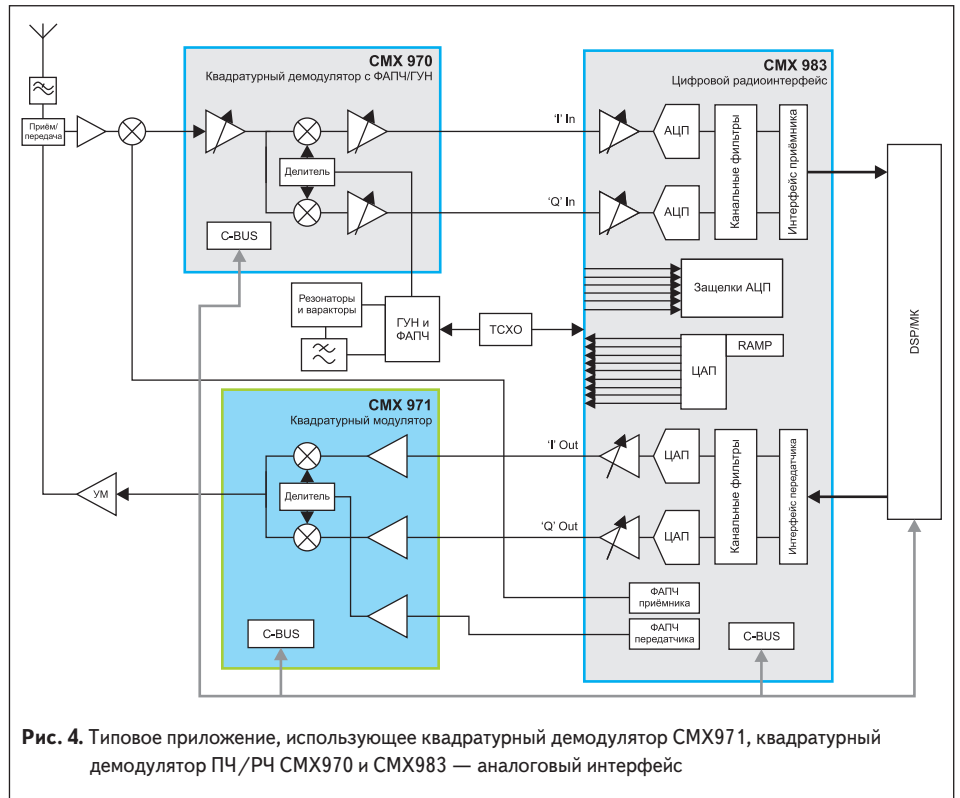 CMX 970
Квадратурный демодулятор с ФАПЧ/ГУН
CMX 983
Цифровой радиоинтерфейс
Приём/
передача
Делитель
C-BUS
'I' In
'Q' In
АЦП
АЦП
Канальные фильтры
Интерфейс приёмника
Защелки АЦП
Резонаторы
и варакторы
ГУН и
ФАПЧ
TCXO
RAMP
ЦАП
DSP/МК
CMX 971
Квадратурный модулятор
Делитель
УМ
C-BUS
'I' Out
'Q' Out
ЦАП
ЦАП
Канальные фильтры
Интерфейс передатчика
ФАПЧ
приёмника
ФАПЧ
передатчика
C-BUS
Рис. 4. Типовое приложение, использующее квадратурный демодулятор CMX971, квадратурный
демодулятор ПЧ/РЧ CMX970 и CMX983 — аналоговый интерфейс